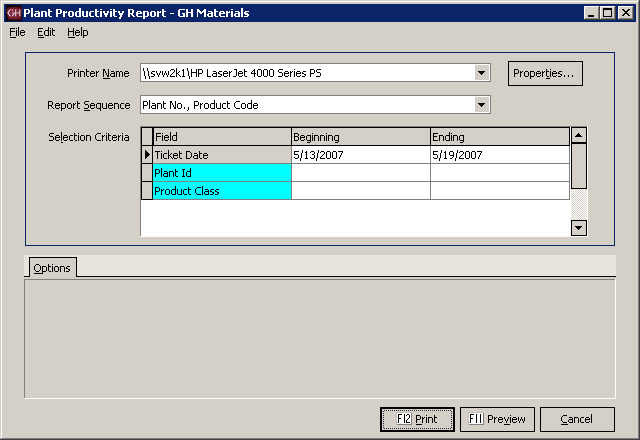 GH Plant Productivity Report - GH Materials
File Edit Help
Printer Name \\svw2k1\HP LaserJet 4000 Series PS Properties...
Report Sequence Plant No., Product Code
Selection Criteria Field Beginning Ending
Ticket Date 5/13/2007 5/19/2007
Plant Id
Product Class
Options
F12 Print F11 Preview Cancel